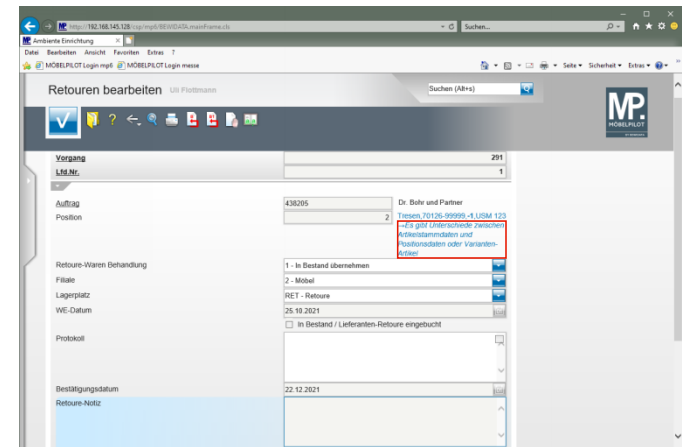 http://192.168.145.128/csp/mp6/BEWIDATA.mainFrame.cls
Suchen...
Ambiente Einrichtung
Datei Bearbeiten Ansicht Favoriten Extras ?
MÖBELPILOT Login mp6 MÖBELPILOT Login messe
Seite Sicherheit Extras
Retouren bearbeiten Uli Flottmann
Suchen (Alt+s)
MP.
MÖBELPILOT
Vorgang 291
Lfd.Nr. 1
Auftrag 438205 Dr. Bohr und Partner
Position 2 Tresen,70126-99999,-1,USM 123
→Es gibt Unterschiede zwischen
Artikelstammdaten und
Positionsdaten oder Varianten-
Artikel
Retoure-Waren Behandlung 1 - In Bestand übernehmen
Filiale 2 - Möbel
Lagerplatz RET - Retoure
WE-Datum 25.10.2021
In Bestand / Lieferanten-Retoure eingebucht
Protokoll
Bestätigungsdatum 22.12.2021
Retoure-Notiz